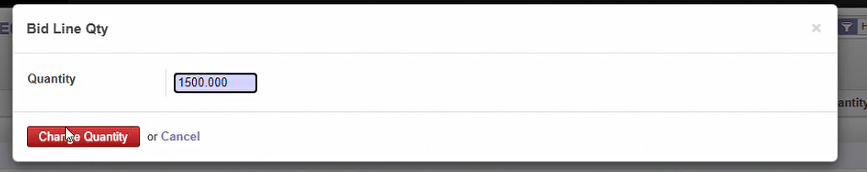 Bid Line Qty
×
Quantity
1500.000
Change Quantity or Cancel